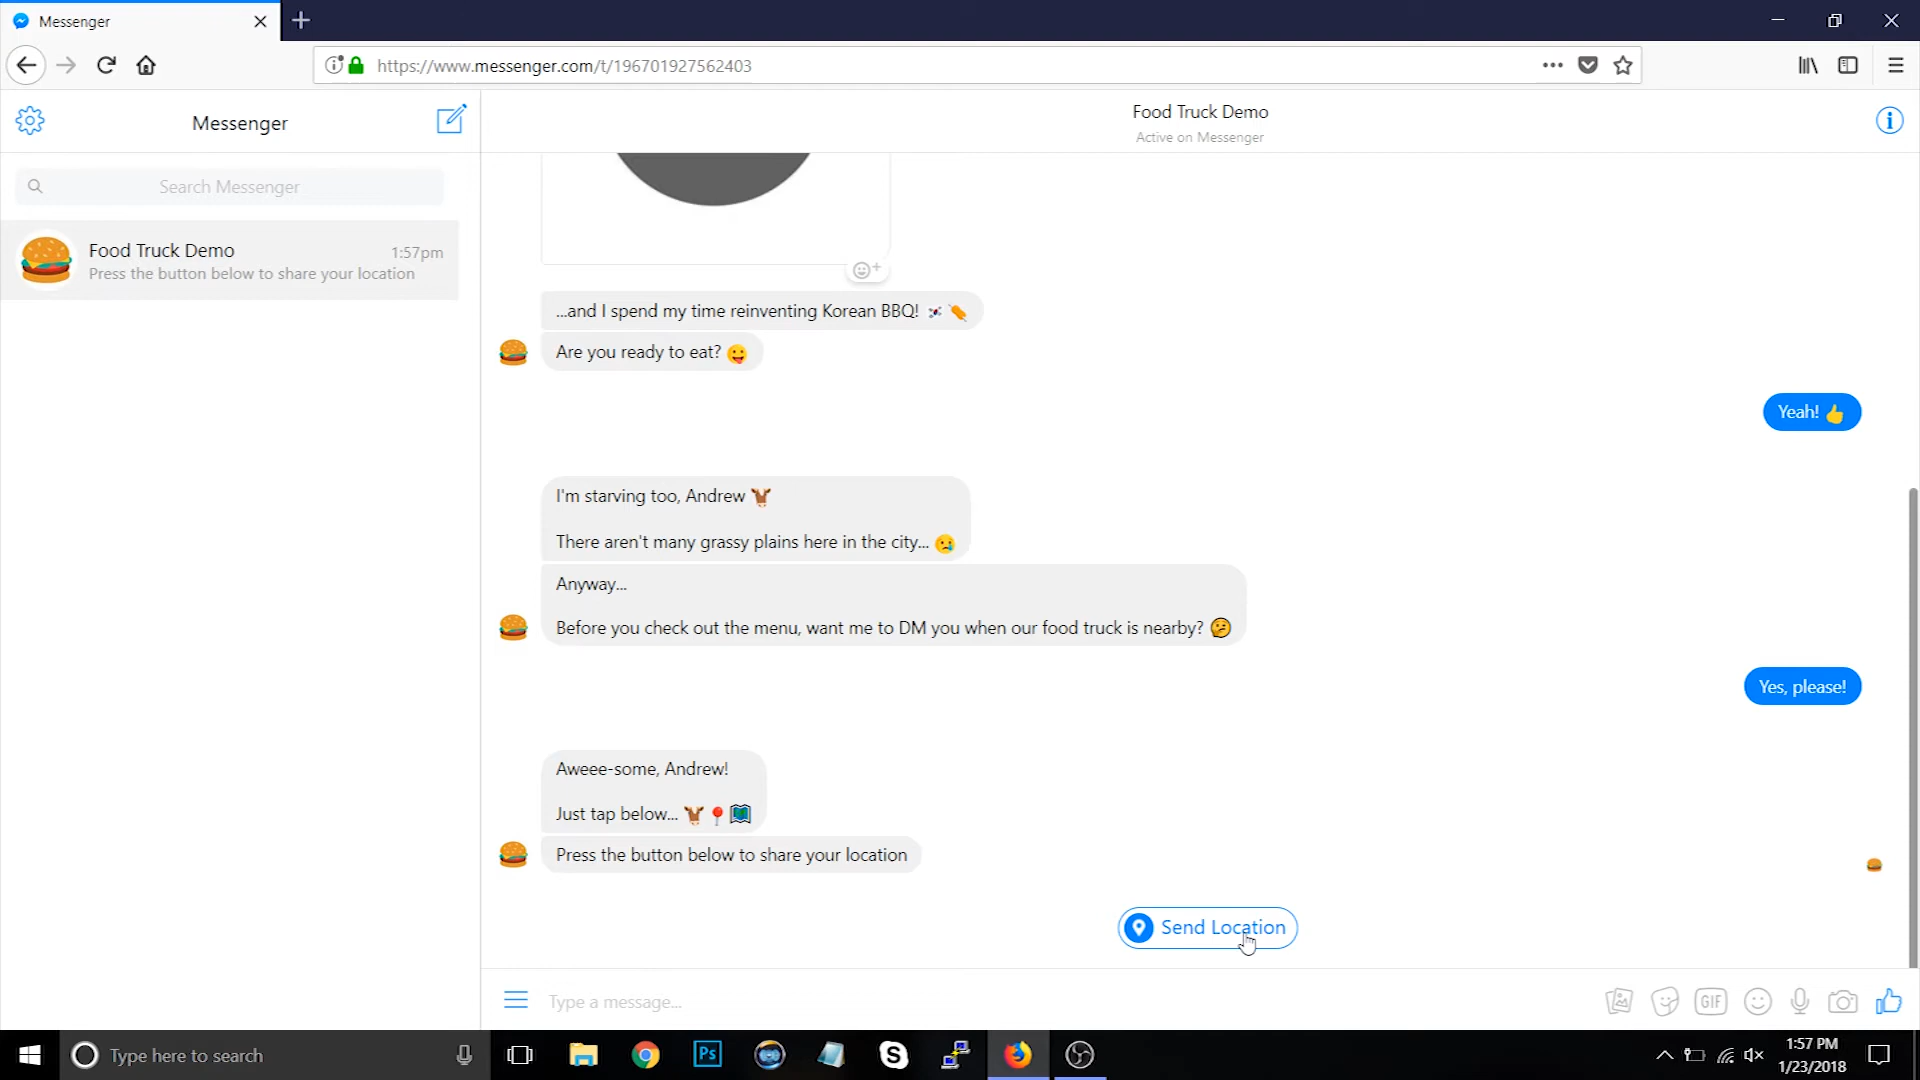 Messenger
https://www.messenger.com/t/196701927562403
Messenger
Search Messenger
Food Truck Demo
1:57pm
Press the button below to share your location
Food Truck Demo
Active on Messenger
...and I spend my time reinventing Korean BBQ! 🇰🇷 🍢
Are you ready to eat? 😛
Yeah! 👍
I'm starving too, Andrew 🐮
There aren't many grassy plains here in the city... 😢
Anyway...
Before you check out the menu, want me to DM you when our food truck is nearby? 🤔
Yes, please!
Aweee-some, Andrew!
Just tap below... 🐮📍🗺
Press the button below to share your location
Send Location
Type a message...
GIF
Type here to search
Ps
1:57 PM
1/23/2018